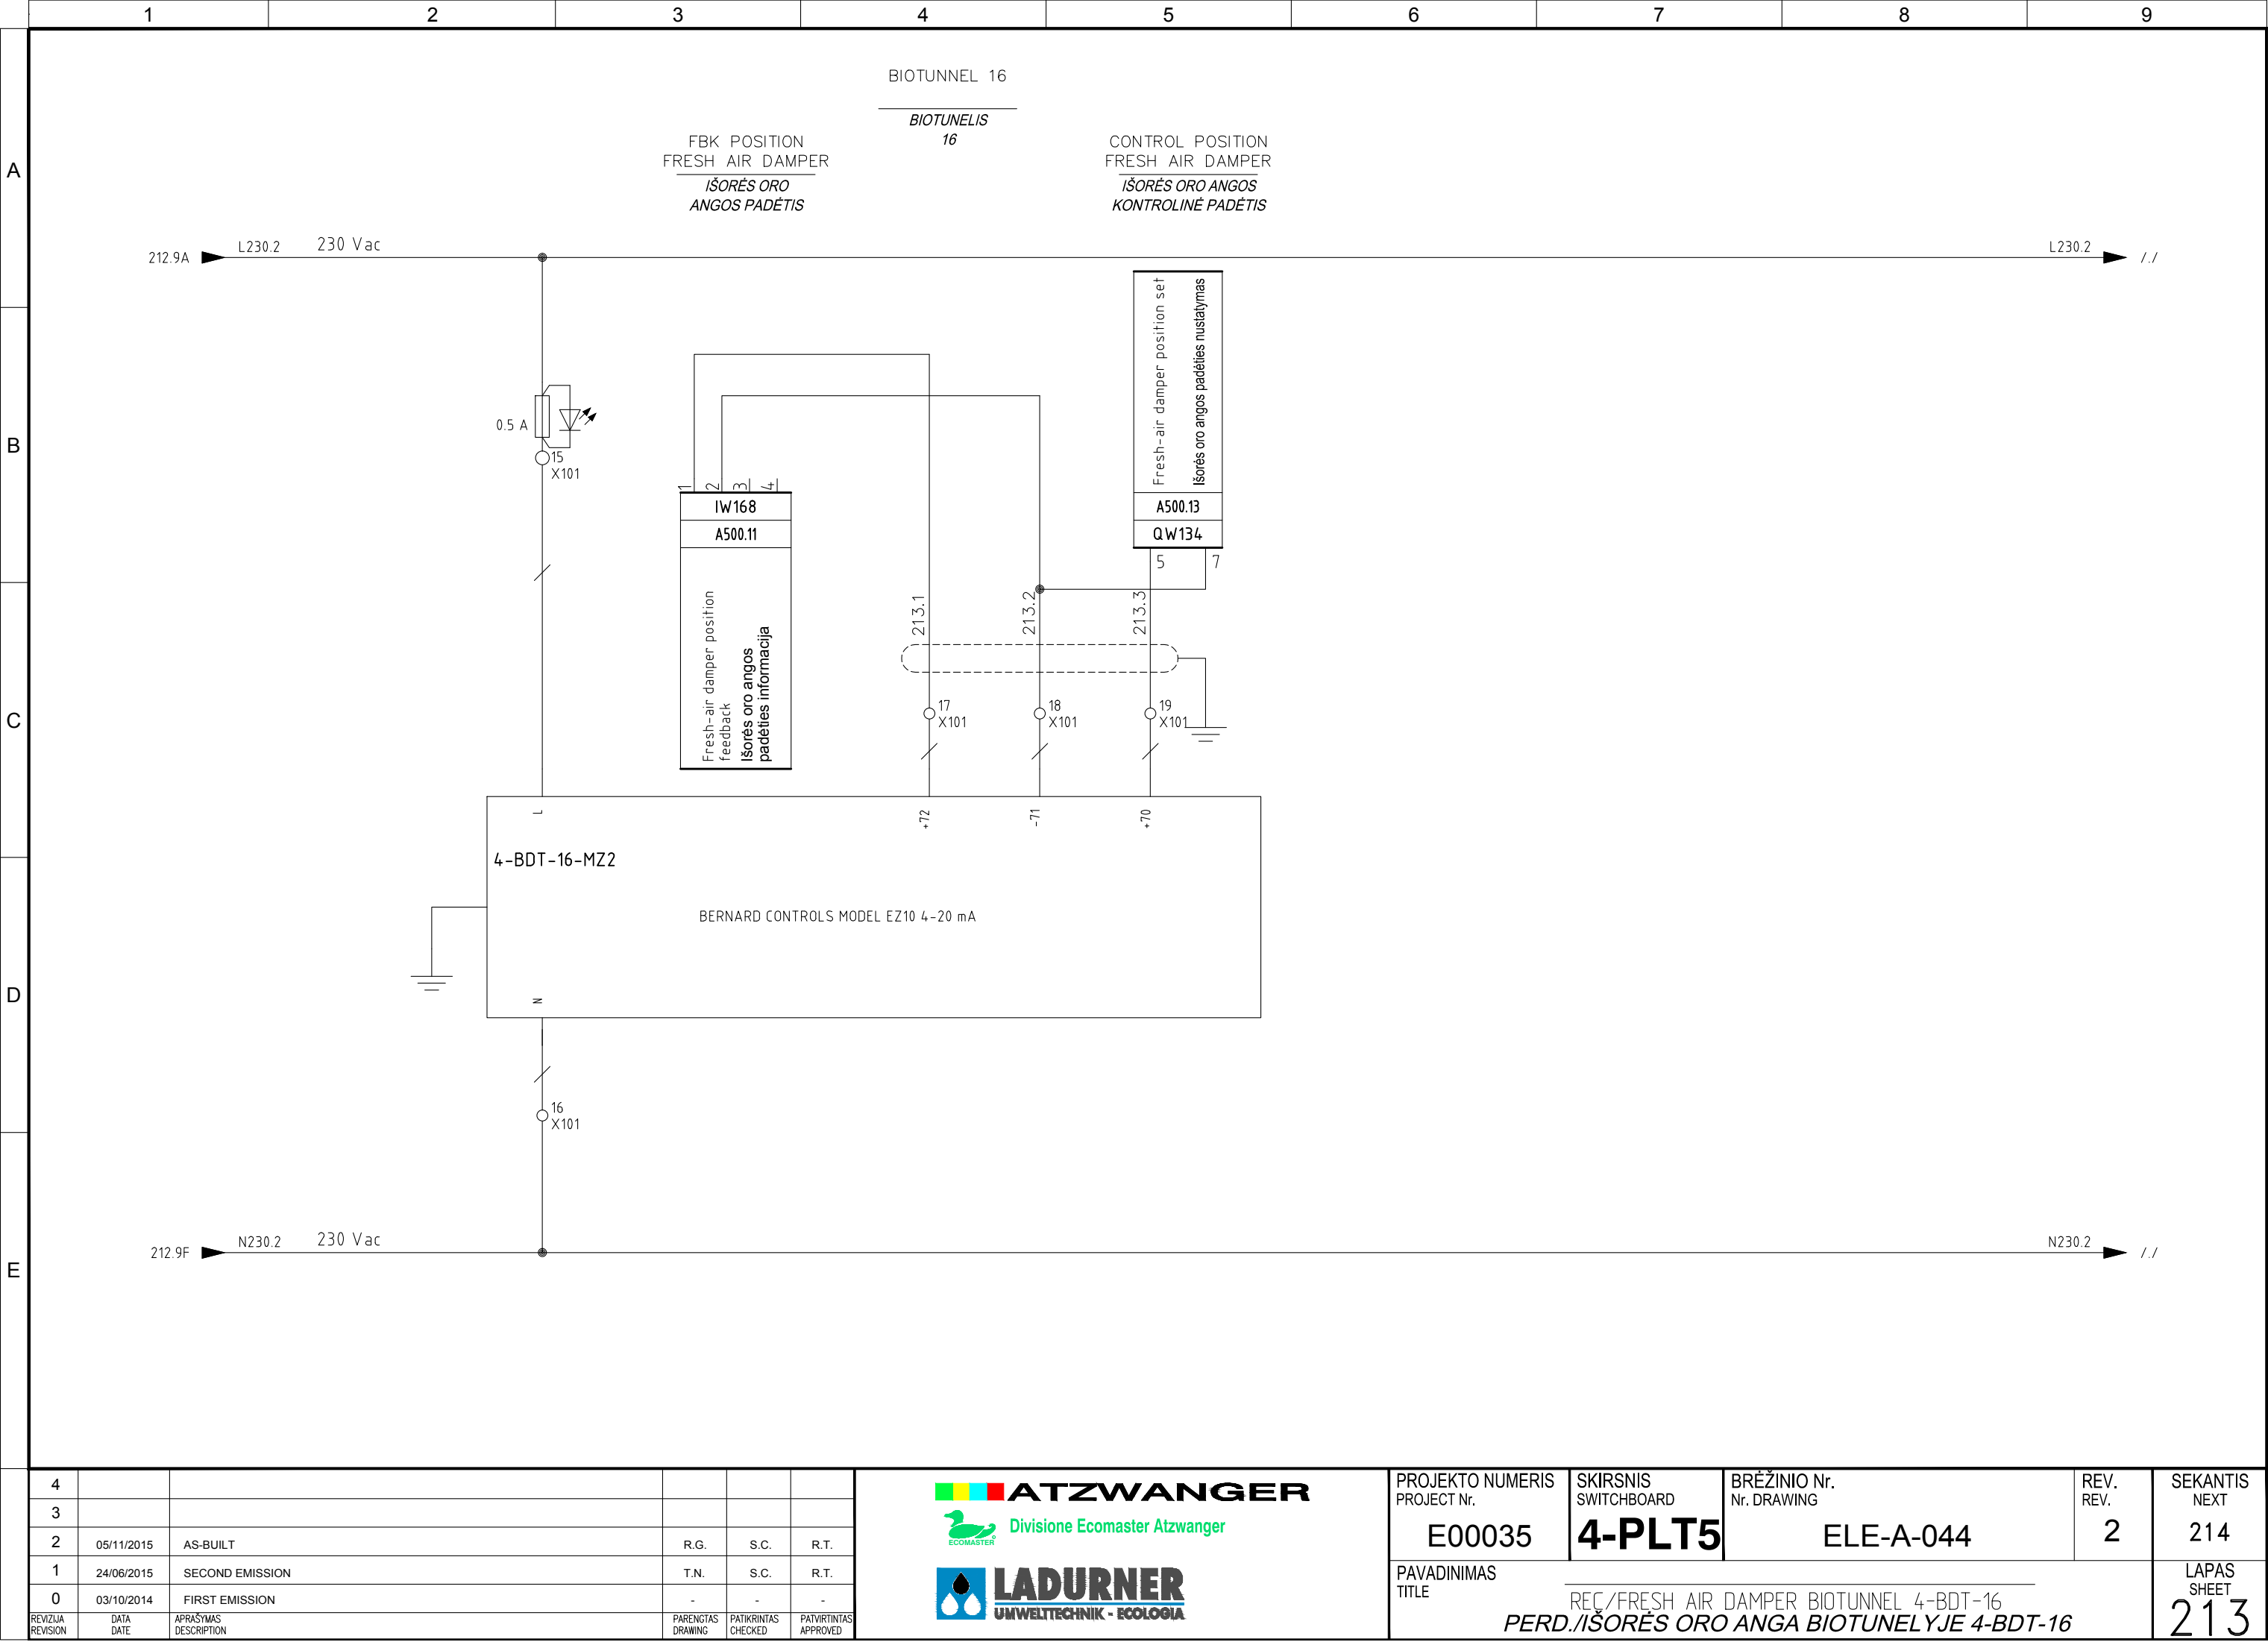 1 2 3 4 5 6 7 8 9
A
B
C
D
E
BIOTUNNEL 16
BIOTUNELIS
16
FBK POSITION
FRESH AIR DAMPER
IŠORĖS ORO
ANGOS PADĖTIS
CONTROL POSITION
FRESH AIR DAMPER
IŠORĖS ORO ANGOS
KONTROLINĖ PADĖTIS
212.9A
L230.2
230 Vac
L230.2
/./
0.5 A
15
X101
1
2
3
4
IW168
A500.11
Fresh-air damper position
feedback
Išorės oro angos
padėties informacija
Fresh-air damper position set
Išorės oro angos padėties nustatymas
A500.13
QW134
5
7
213.1
213.2
213.3
17
X101
18
X101
19
X101
L
+72
-71
+70
4-BDT-16-MZ2
BERNARD CONTROLS MODEL EZ10 4-20 mA
N
16
X101
212.9F
N230.2
230 Vac
N230.2
/./
4
3
2 05/11/2015 AS-BUILT R.G. S.C. R.T.
1 24/06/2015 SECOND EMISSION T.N. S.C. R.T.
0 03/10/2014 FIRST EMISSION - - -
REVIZIJA DATA APRAŠYMAS PARENGTAS PATIKRINTAS PATVIRTINTAS
REVISION DATE DESCRIPTION DRAWING CHECKED APPROVED
ATZWANGER
ECOMASTER
Divisione Ecomaster Atzwanger
LADURNER
UMWELTTECHNIK - ECOLOGIA
PROJEKTO NUMERIS
PROJECT Nr.
E00035
SKIRSNIS
SWITCHBOARD
4-PLT5
BRĖŽINIO Nr.
Nr. DRAWING
ELE-A-044
REV.
REV.
2
SEKANTIS
NEXT
214
PAVADINIMAS
TITLE
REC/FRESH AIR DAMPER BIOTUNNEL 4-BDT-16
PERD./IŠORĖS ORO ANGA BIOTUNELYJE 4-BDT-16
LAPAS
SHEET
213